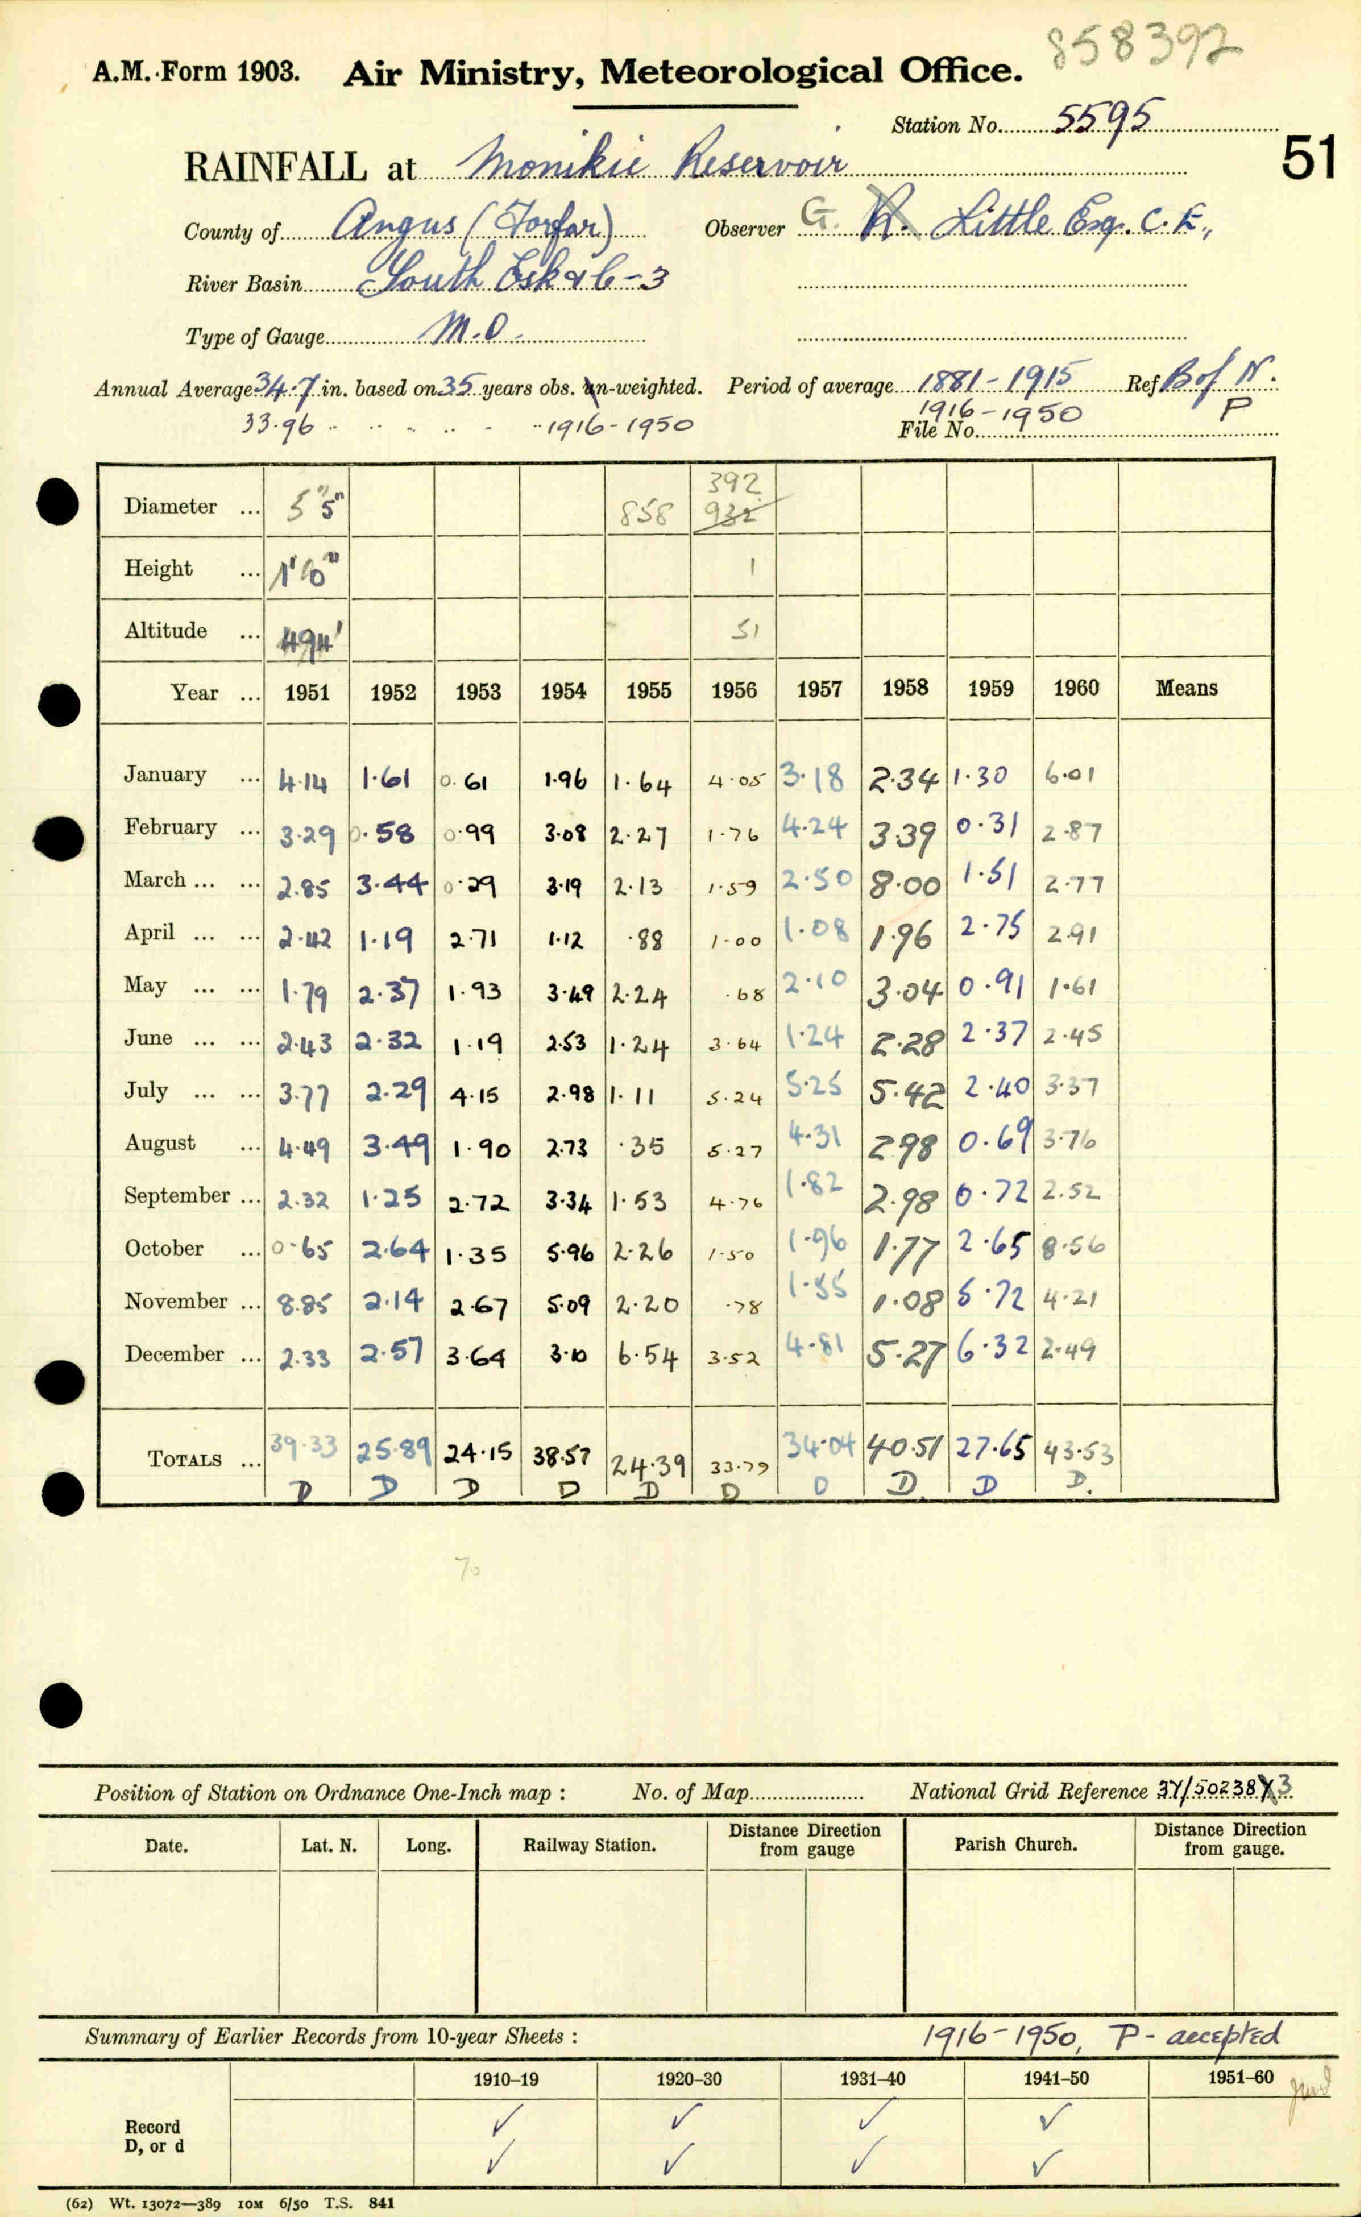 858392
A.M. Form 1903. Air Ministry, Meteorological Office.
Station No. 5595
51
RAINFALL at Monikie Reservoir
County of Angus (Forfar) Observer G. R. Little Esq. C.E.,
River Basin South Esk & C-3
Type of Gauge M.O.
Annual Average 34.7 in. based on 35 years obs. un-weighted. Period of average 1881-1915 Ref. B of N.
33.96 .. .. .. .. .. .. 1916-1950 1916-1950 P
File No.
Diameter ... 5" 5" 858 392 932
Height ... 1'0" 1
Altitude ... 494' 51
Year ... 1951 1952 1953 1954 1955 1956 1957 1958 1959 1960 Means
January ... 4.14 1.61 0.61 1.96 1.64 4.05 3.18 2.34 1.30 6.01
February ... 3.29 0.58 0.99 3.08 2.27 1.76 4.24 3.39 0.31 2.87
March ... ... 2.85 3.44 0.29 3.19 2.13 1.59 2.50 8.00 1.51 2.77
April ... ... 2.42 1.19 2.71 1.12 .88 1.00 1.08 1.96 2.75 2.91
May ... ... 1.79 2.37 1.93 3.49 2.24 .68 2.10 3.04 0.91 1.61
June ... ... 2.43 2.32 1.19 2.53 1.24 3.64 1.24 2.28 2.37 2.45
July ... ... 3.77 2.29 4.15 2.98 1.11 5.24 5.25 5.42 2.40 3.37
August ... 4.49 3.49 1.90 2.73 .35 5.27 4.31 2.98 0.69 3.76
September ... 2.32 1.25 2.72 3.34 1.53 4.76 1.82 2.98 0.72 2.52
October ... 0.65 2.64 1.35 5.96 2.26 1.50 1.96 1.77 2.65 8.56
November ... 8.85 2.14 2.67 5.09 2.20 .78 1.55 1.08 5.72 4.21
December ... 2.33 2.57 3.64 3.10 6.54 3.52 4.81 5.27 6.32 2.49
TOTALS ... 39.33 25.89 24.15 38.57 24.39 33.79 34.04 40.51 27.65 43.53
D D D D D D D D. D D.
70
Position of Station on Ordnance One-Inch map : No. of Map National Grid Reference 37/502383
Date. Lat. N. Long. Railway Station. Distance Direction from gauge Parish Church. Distance Direction from gauge.
Summary of Earlier Records from 10-year Sheets : 1916-1950, P - accepted
1910–19 1920–30 1931–40 1941–50 1951–60
Record ✓ ✓ ✓ ✓
D, or d ✓ ✓ ✓ ✓
(62) Wt. 13072—389 10M 6/50 T.S. 841